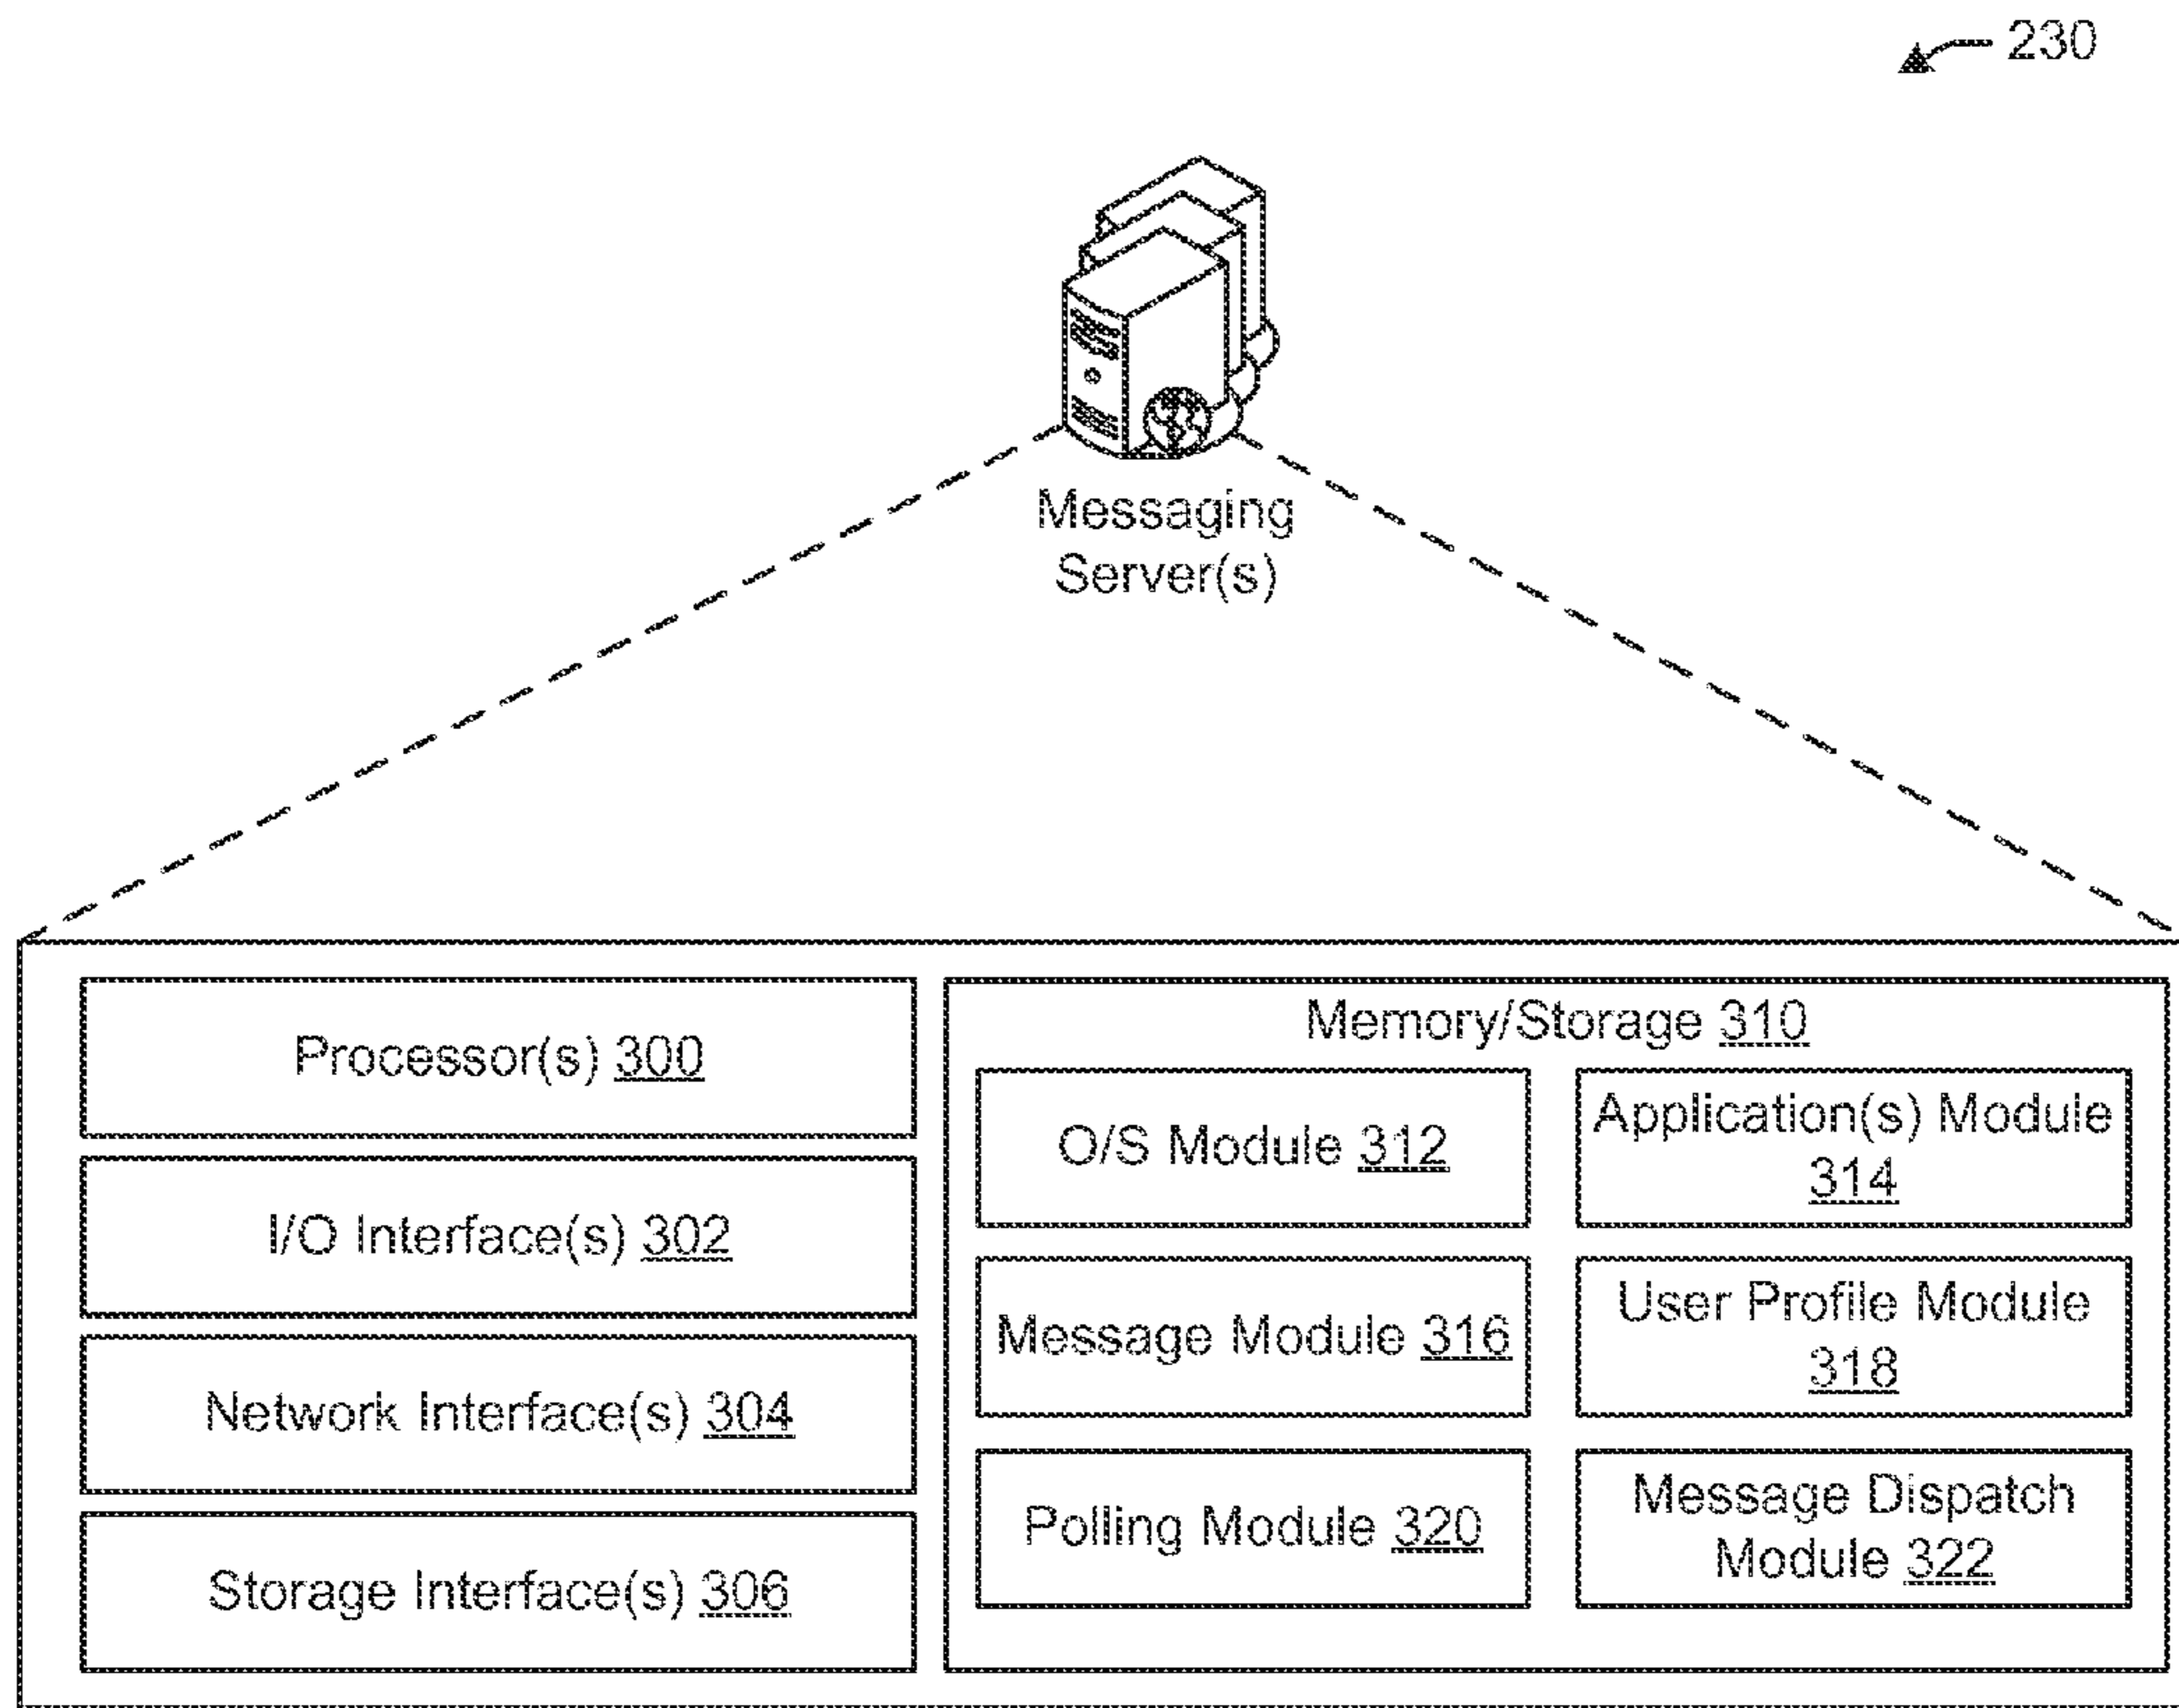 230
Messaging
Server(s)
Processor(s) 300
I/O Interface(s) 302
Network Interface(s) 304
Storage Interface(s) 306
Memory/Storage 310
O/S Module 312
Application(s) Module
314
Message Module 316
User Profile Module
318
Polling Module 320
Message Dispatch
Module 322